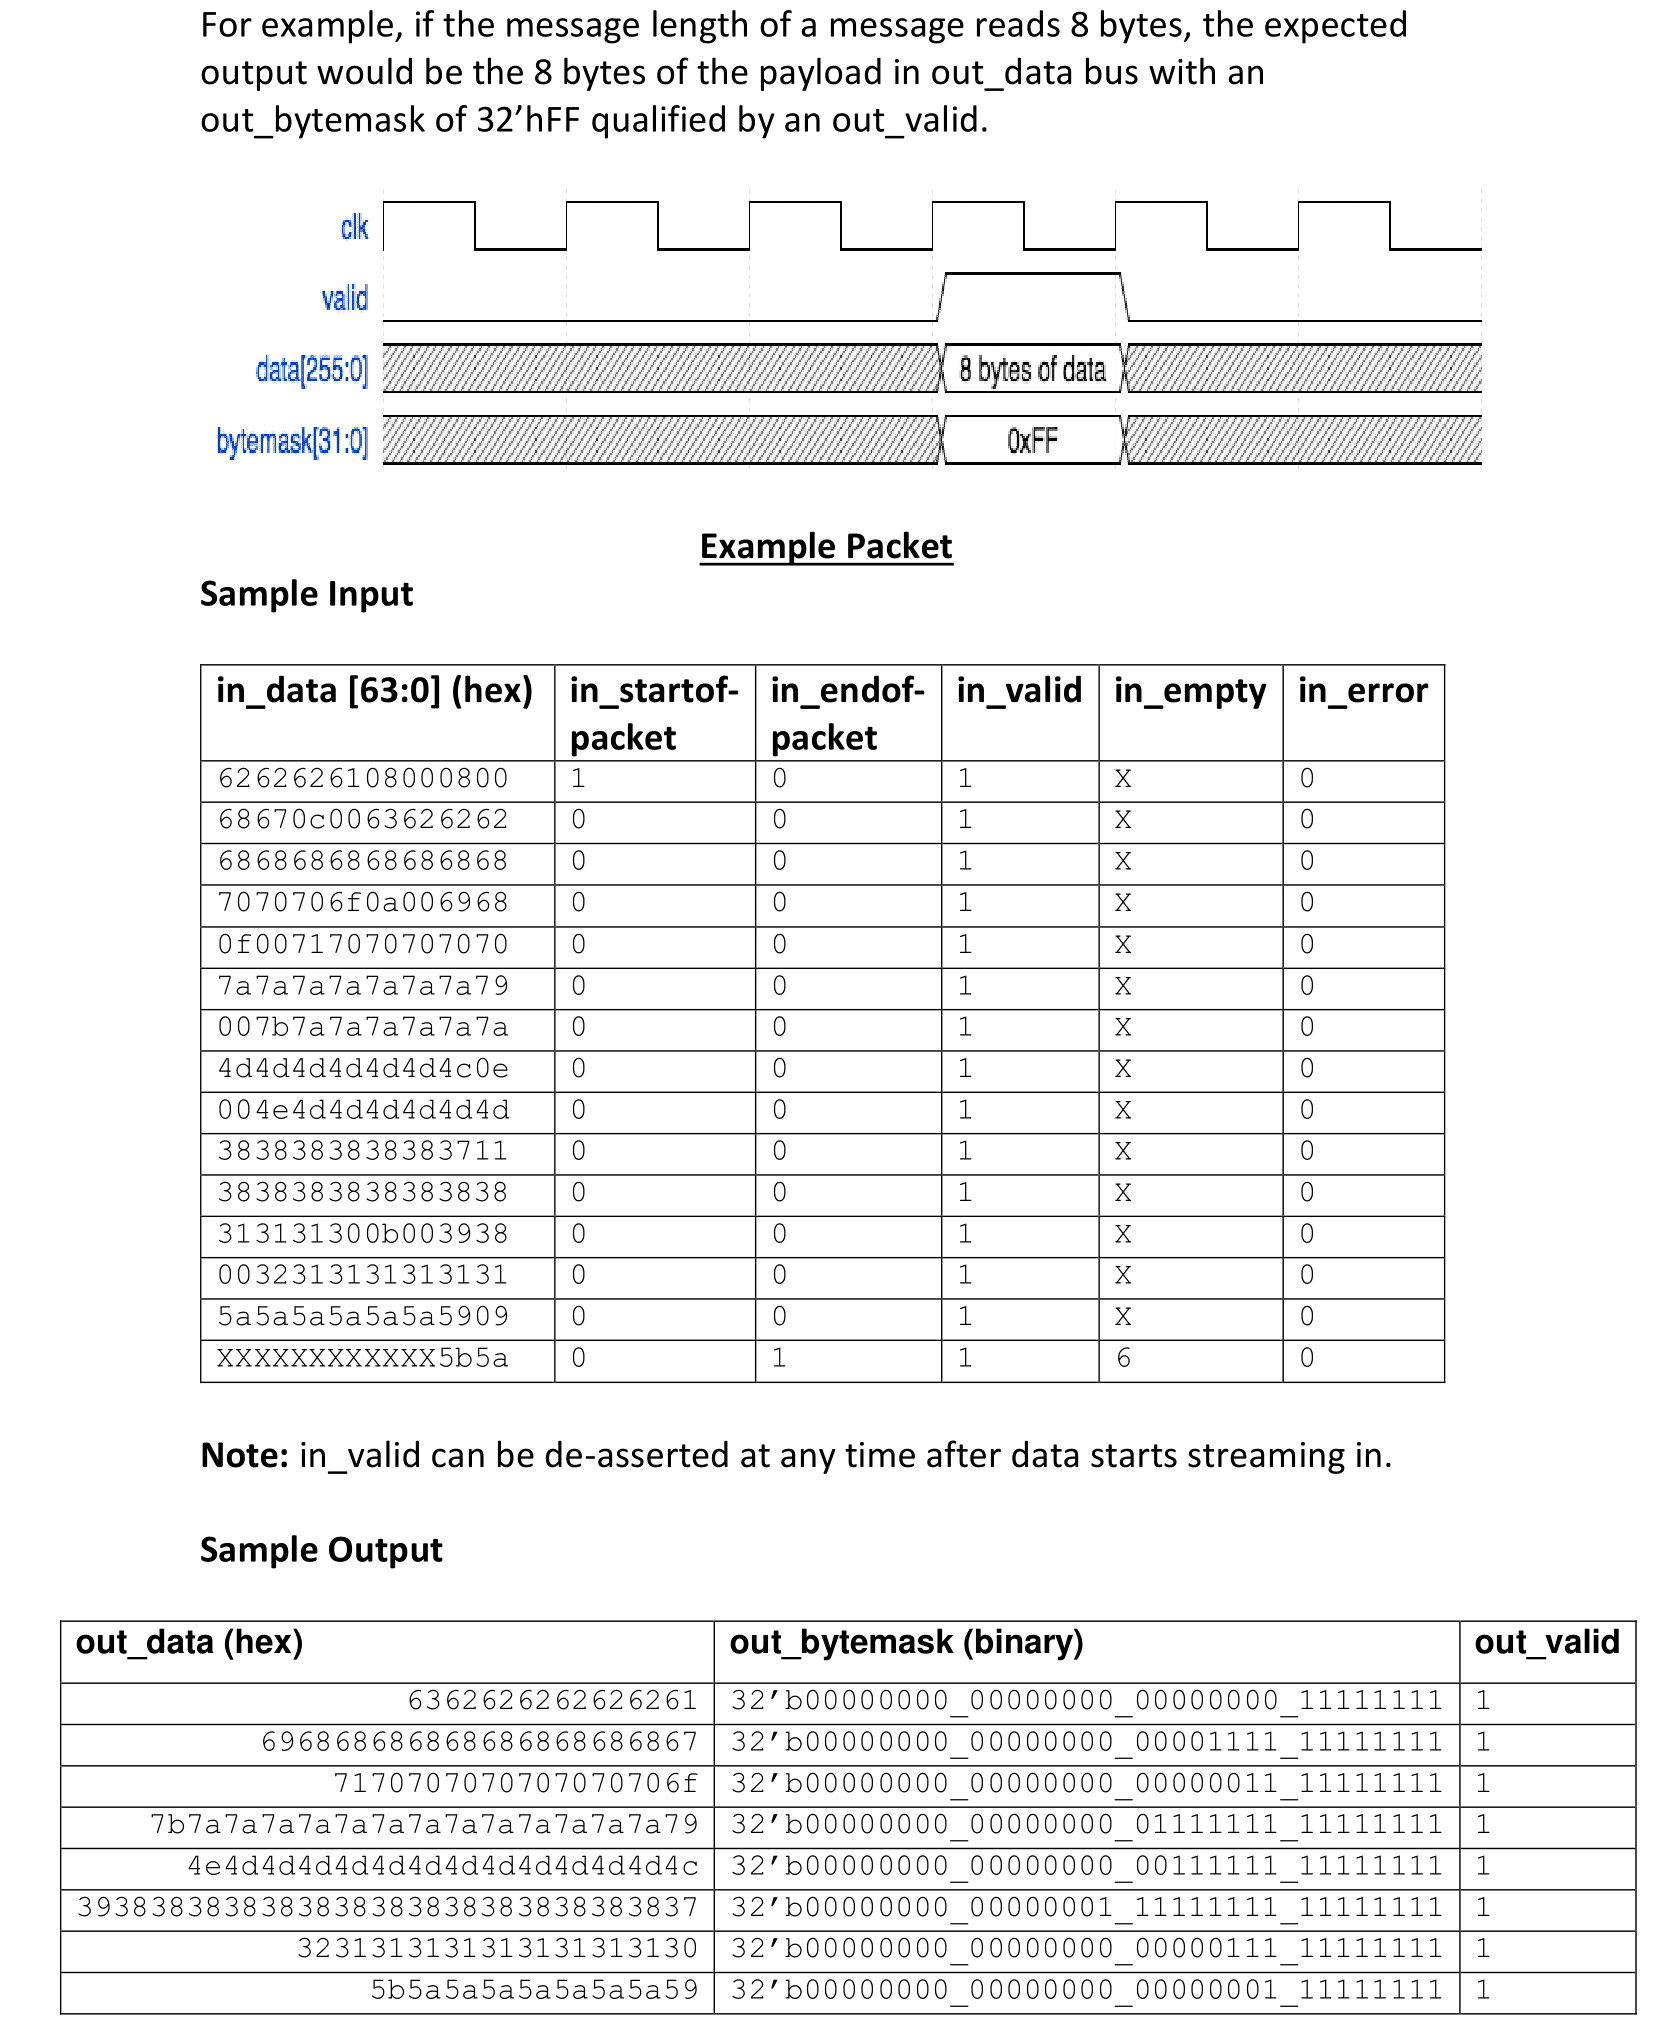 For example, if the message length of a message reads 8 bytes, the expected
output would be the 8 bytes of the payload in out_data bus with an
out_bytemask of 32’hFF qualified by an out_valid.
clk
valid
data[255:0] 8 bytes of data
bytemask[31:0] 0xFF
Example Packet
Sample Input
in_data [63:0] (hex) in_startof-packet in_endof-packet in_valid in_empty in_error
6262626108000800 1 0 1 X 0
68670c0063626262 0 0 1 X 0
6868686868686868 0 0 1 X 0
7070706f0a006968 0 0 1 X 0
0f00717070707070 0 0 1 X 0
7a7a7a7a7a7a7a79 0 0 1 X 0
007b7a7a7a7a7a7a 0 0 1 X 0
4d4d4d4d4d4d4c0e 0 0 1 X 0
004e4d4d4d4d4d4d 0 0 1 X 0
3838383838383711 0 0 1 X 0
3838383838383838 0 0 1 X 0
313131300b003938 0 0 1 X 0
0032313131313131 0 0 1 X 0
5a5a5a5a5a5a5909 0 0 1 X 0
XXXXXXXXXXXX5b5a 0 1 1 6 0
Note: in_valid can be de-asserted at any time after data starts streaming in.
Sample Output
out_data (hex) out_bytemask (binary) out_valid
6362626262626261 32’b00000000_00000000_00000000_11111111 1
696868686868686868686867 32’b00000000_00000000_00001111_11111111 1
7170707070707070706f 32’b00000000_00000000_00000011_11111111 1
7b7a7a7a7a7a7a7a7a7a7a7a7a7a79 32’b00000000_00000000_01111111_11111111 1
4e4d4d4d4d4d4d4d4d4d4d4d4d4c 32’b00000000_00000000_00111111_11111111 1
3938383838383838383838383838383837 32’b00000000_00000001_11111111_11111111 1
3231313131313131313130 32’b00000000_00000000_00000111_11111111 1
5b5a5a5a5a5a5a5a59 32’b00000000_00000000_00000001_11111111 1